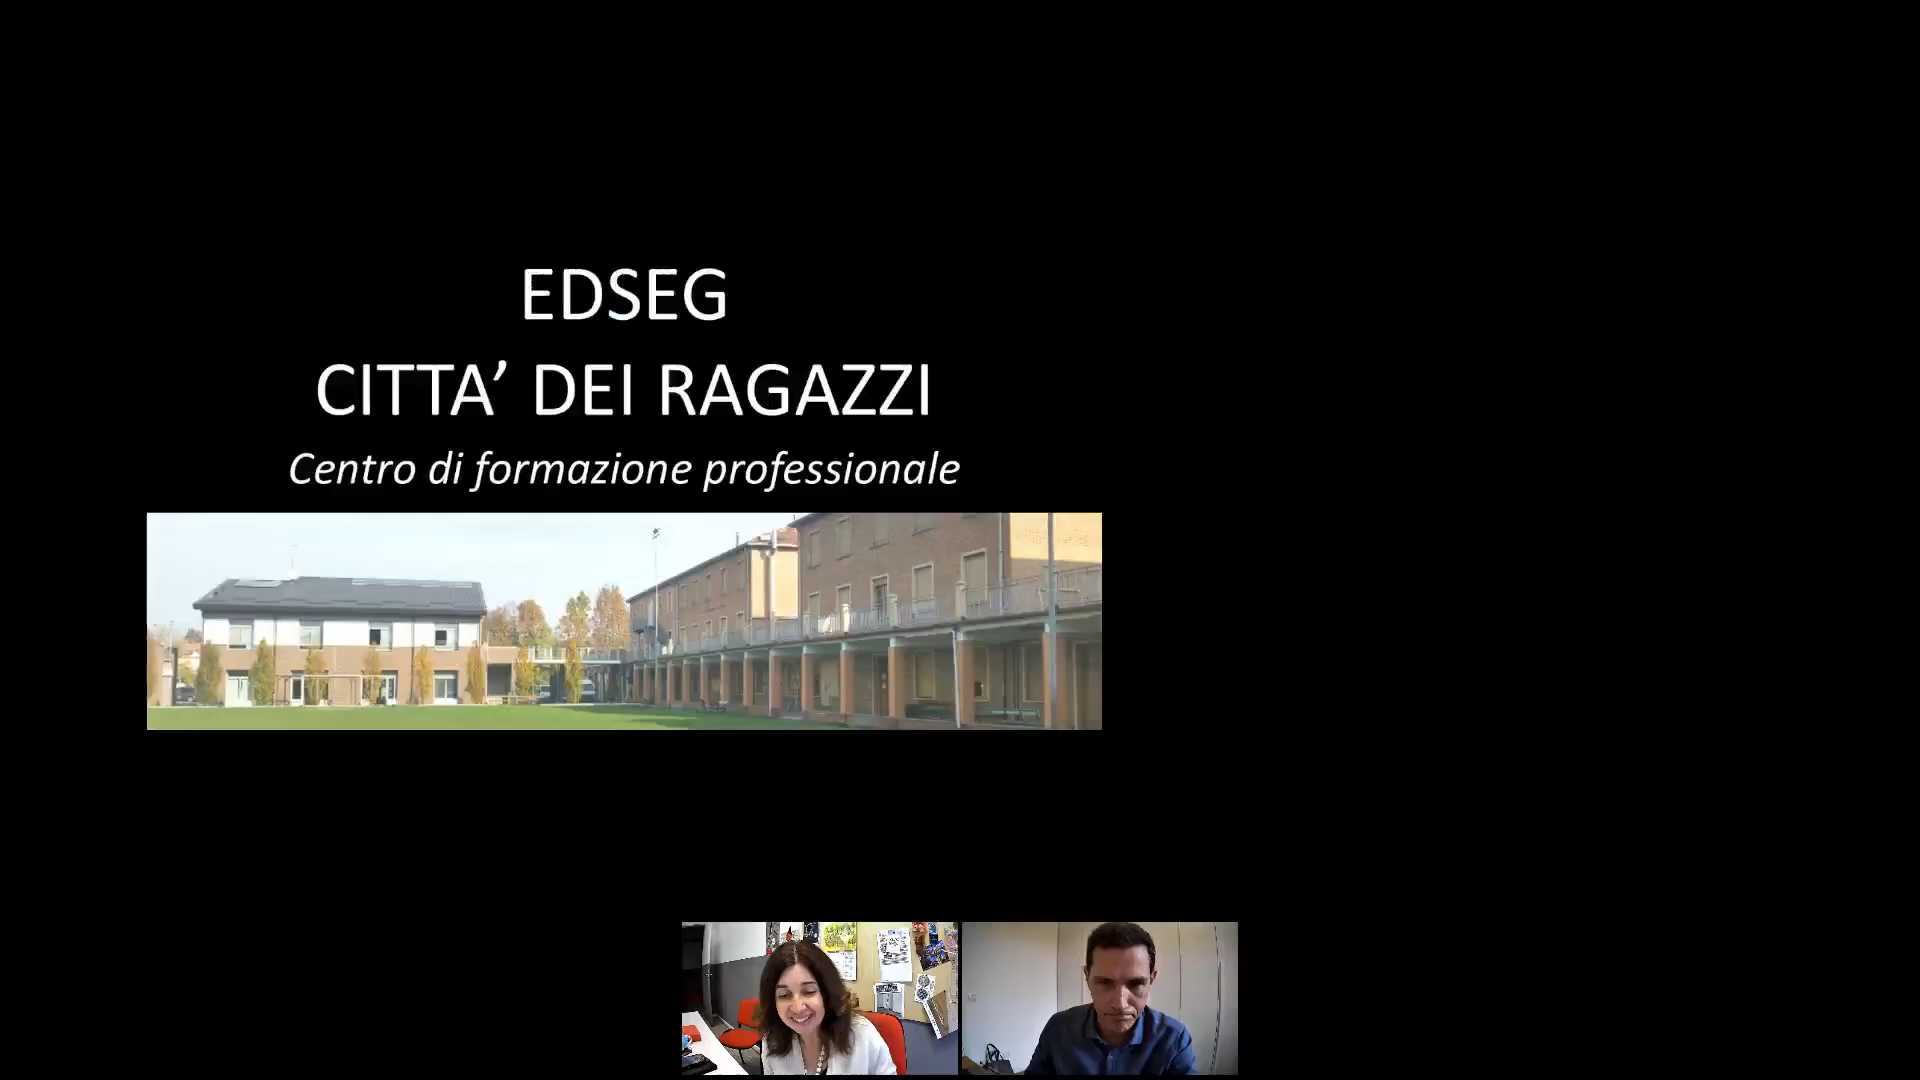 EDSEG
CITTA’ DEI RAGAZZI
Centro di formazione professionale